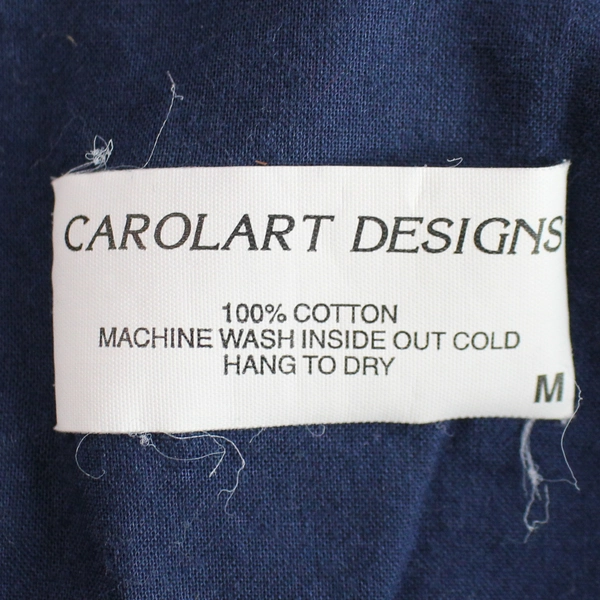 CAROLART DESIGNS
100% COTTON
MACHINE WASH INSIDE OUT COLD
HANG TO DRY
M